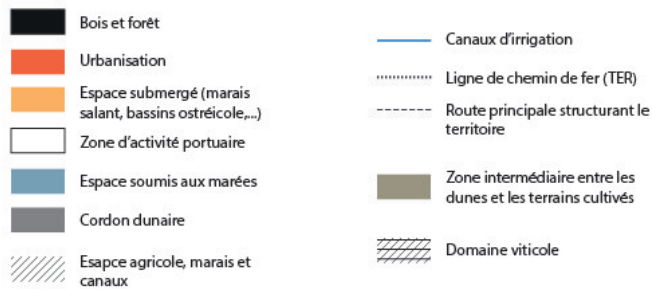 Bois et forêt
Urbanisation
Espace submergé (marais
salant, bassins ostréicole,...)
Zone d'activité portuaire
Espace soumis aux marées
Cordon dunaire
Esapce agricole, marais et
canaux
Canaux d'irrigation
Ligne de chemin de fer (TER)
Route principale structurant le
territoire
Zone intermédiaire entre les
dunes et les terrains cultivés
Domaine viticole